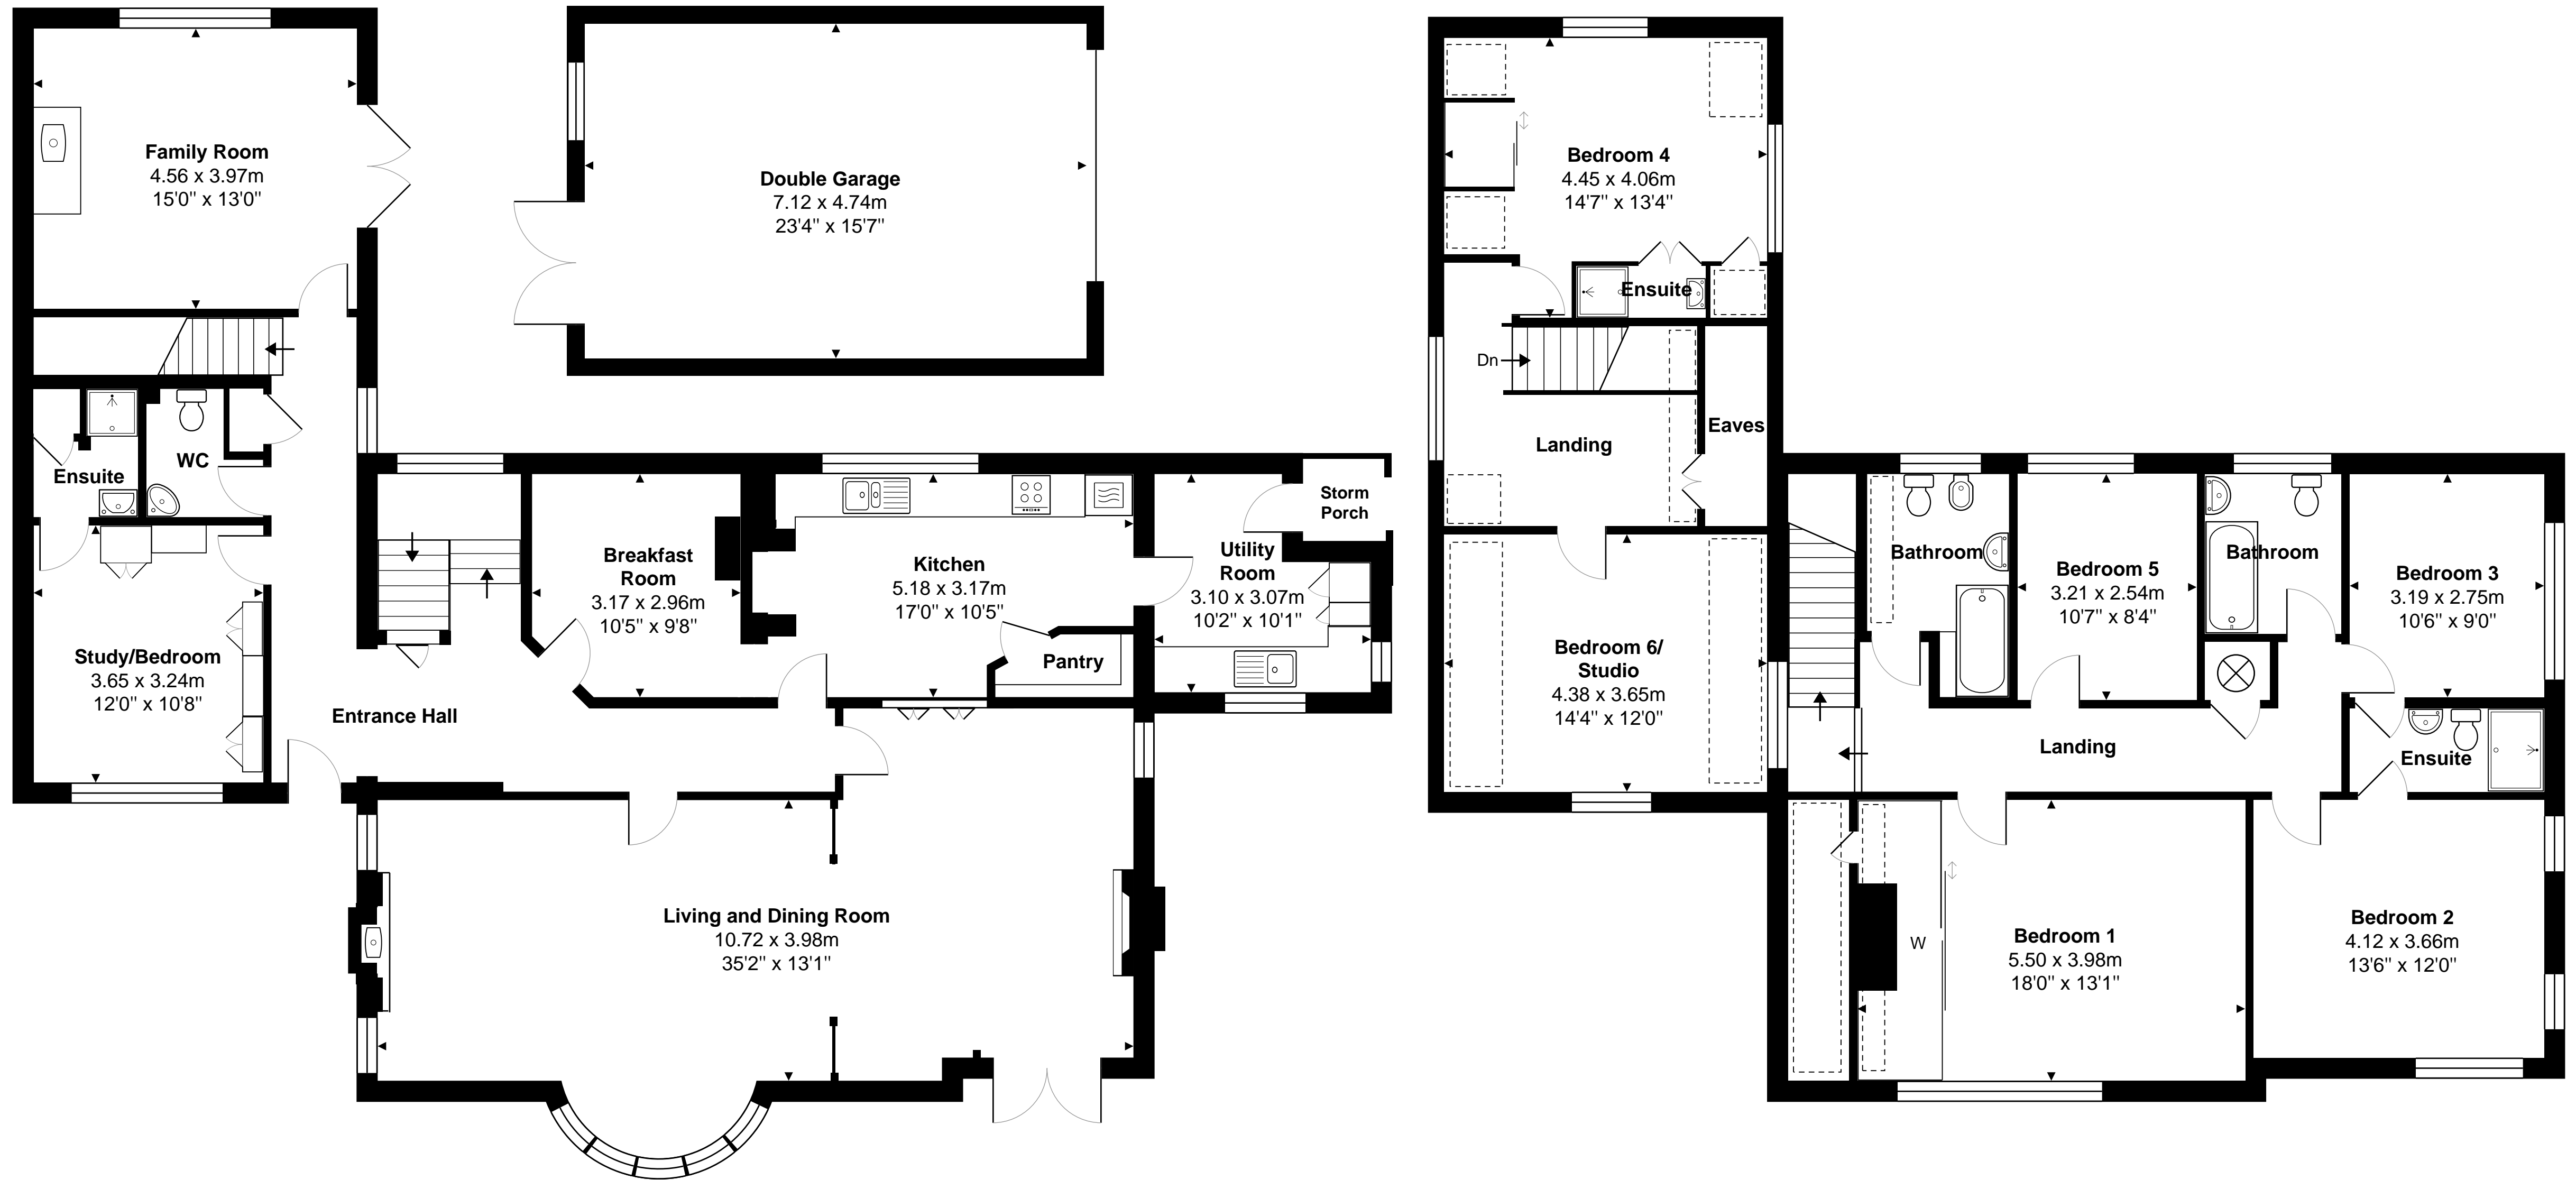 Family Room
4.56 x 3.97m
15'0" x 13'0"
Double Garage
7.12 x 4.74m
23'4" x 15'7"
Ensuite
WC
Study/Bedroom
3.65 x 3.24m
12'0" x 10'8"
Entrance Hall
Breakfast
Room
3.17 x 2.96m
10'5" x 9'8"
Kitchen
5.18 x 3.17m
17'0" x 10'5"
Pantry
Utility
Room
3.10 x 3.07m
10'2" x 10'1"
Storm
Porch
Living and Dining Room
10.72 x 3.98m
35'2" x 13'1"
Bedroom 4
4.45 x 4.06m
14'7" x 13'4"
Ensuite
Dn
Landing
Eaves
Bedroom 6/
Studio
4.38 x 3.65m
14'4" x 12'0"
Bathroom
Bedroom 5
3.21 x 2.54m
10'7" x 8'4"
Bathroom
Bedroom 3
3.19 x 2.75m
10'6" x 9'0"
Landing
Ensuite
W
Bedroom 1
5.50 x 3.98m
18'0" x 13'1"
Bedroom 2
4.12 x 3.66m
13'6" x 12'0"